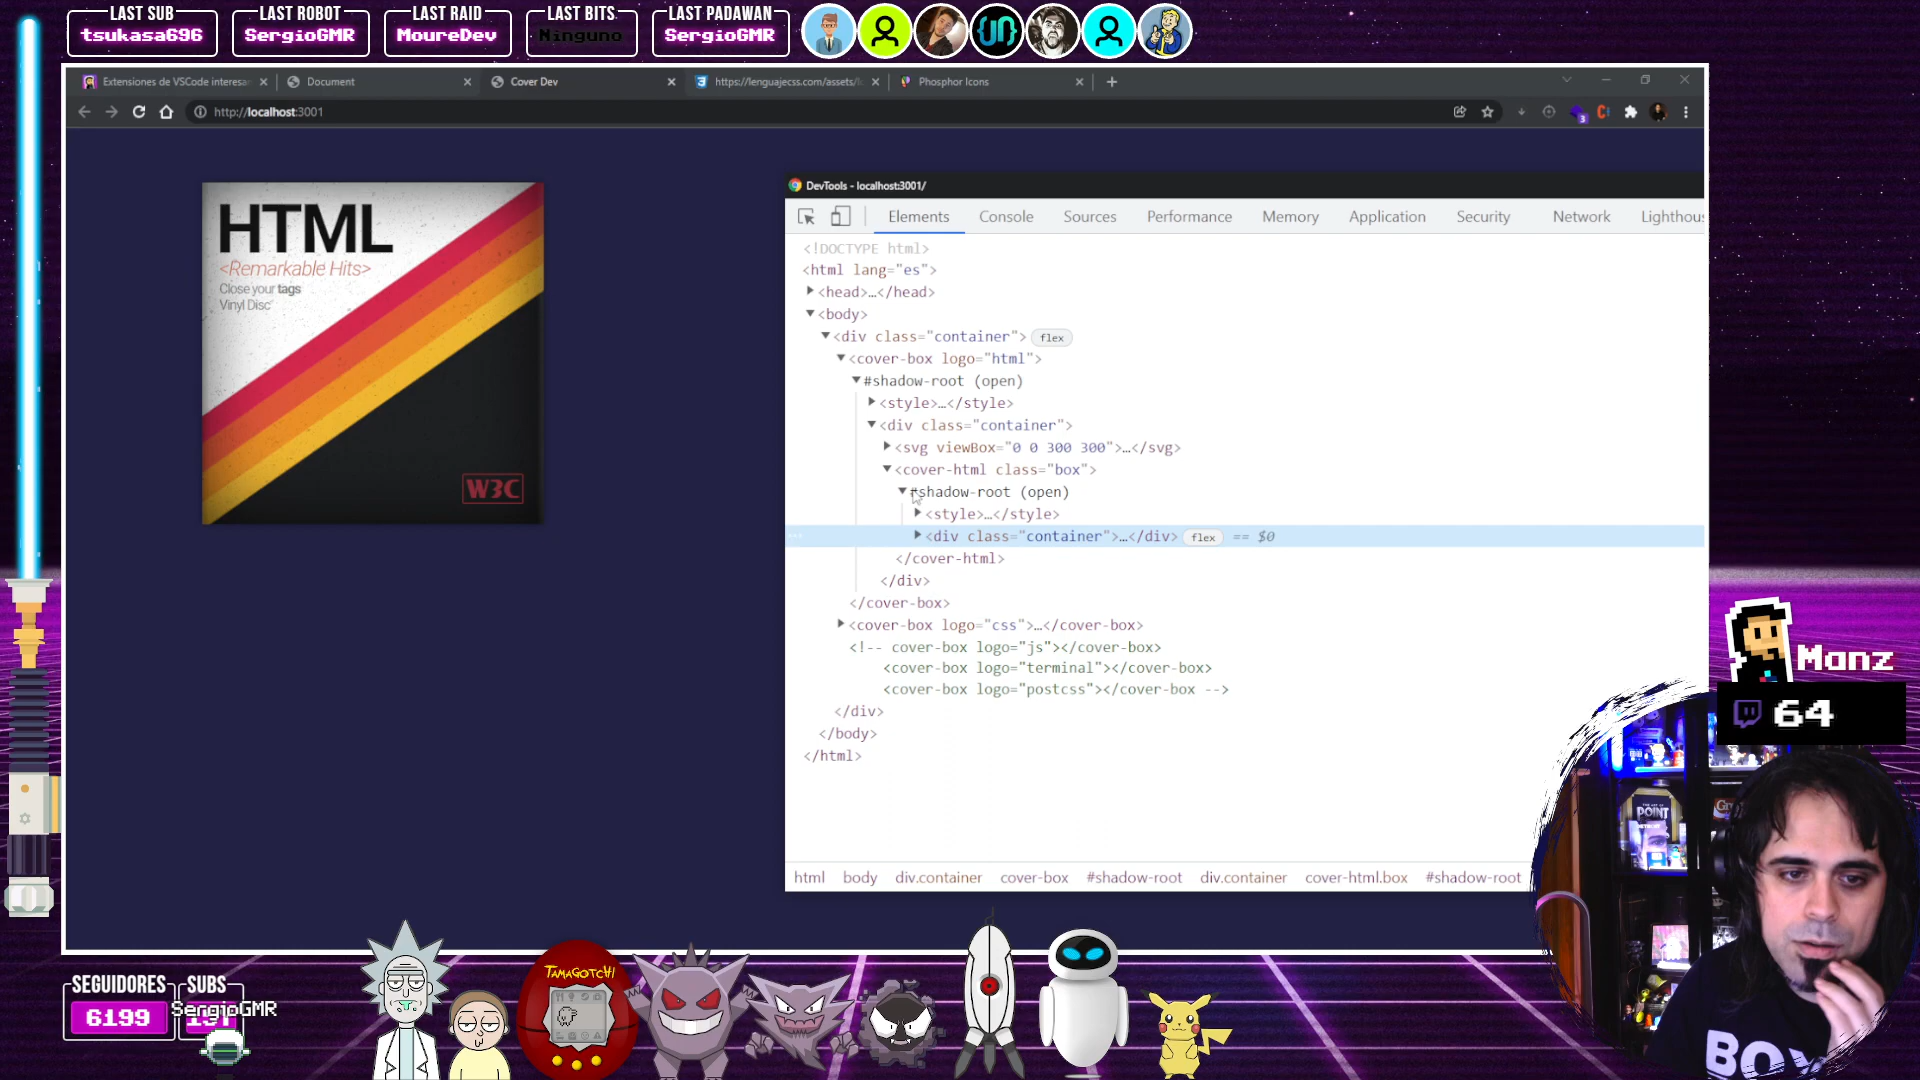 LAST SUB
tsukasa696
LAST ROBOT
SergioGMR
LAST RAID
MoureDev
LAST BITS
Ninguno
LAST PADAWAN
SergioGMR
Extensiones de VSCode interesa
Document
Cover Dev
https://lenguajecss.com/assets/l
Phosphor Icons
http://localhost:3001
3
HTML
<Remarkable Hits>
Close your tags
Vinyl Disc
W3C
DevTools - localhost:3001/
Elements
Console
Sources
Performance
Memory
Application
Security
Network
Lighthou
<!DOCTYPE html>
<html lang="es">
<head>…</head>
<body>
<div class="container"> flex
<cover-box logo="html">
#shadow-root (open)
<style>…</style>
<div class="container">
<svg viewBox="0 0 300 300">…</svg>
<cover-html class="box">
#shadow-root (open)
<style>…</style>
<div class="container">…</div> flex == $0
</cover-html>
</div>
</cover-box>
<cover-box logo="css">…</cover-box>
<!-- cover-box logo="js"></cover-box>
<cover-box logo="terminal"></cover-box>
<cover-box logo="postcss"></cover-box -->
</div>
</body>
</html>
html body div.container cover-box #shadow-root div.container cover-html.box #shadow-root
Manz
64
POINT
BOX
SEGUIDORES
6199
SUBS
SergioGMR
TAMAGOTCHI